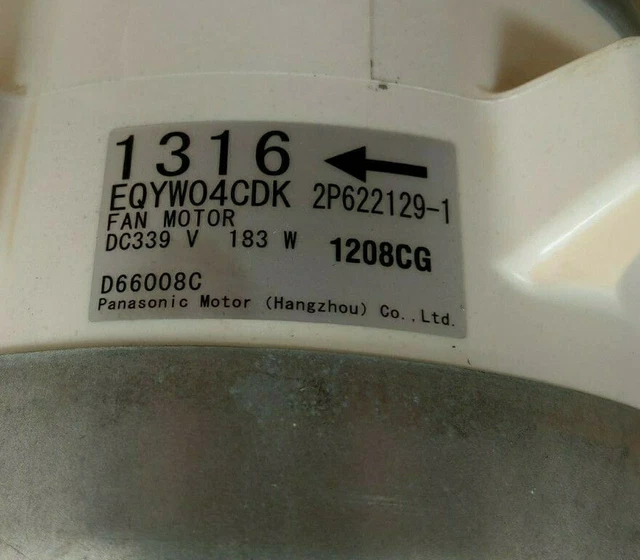 1316
EQYW04CDK 2P622129-1
FAN MOTOR
DC339 V 183 W 1208CG
D66008C
Panasonic Motor (Hangzhou) Co.,Ltd.